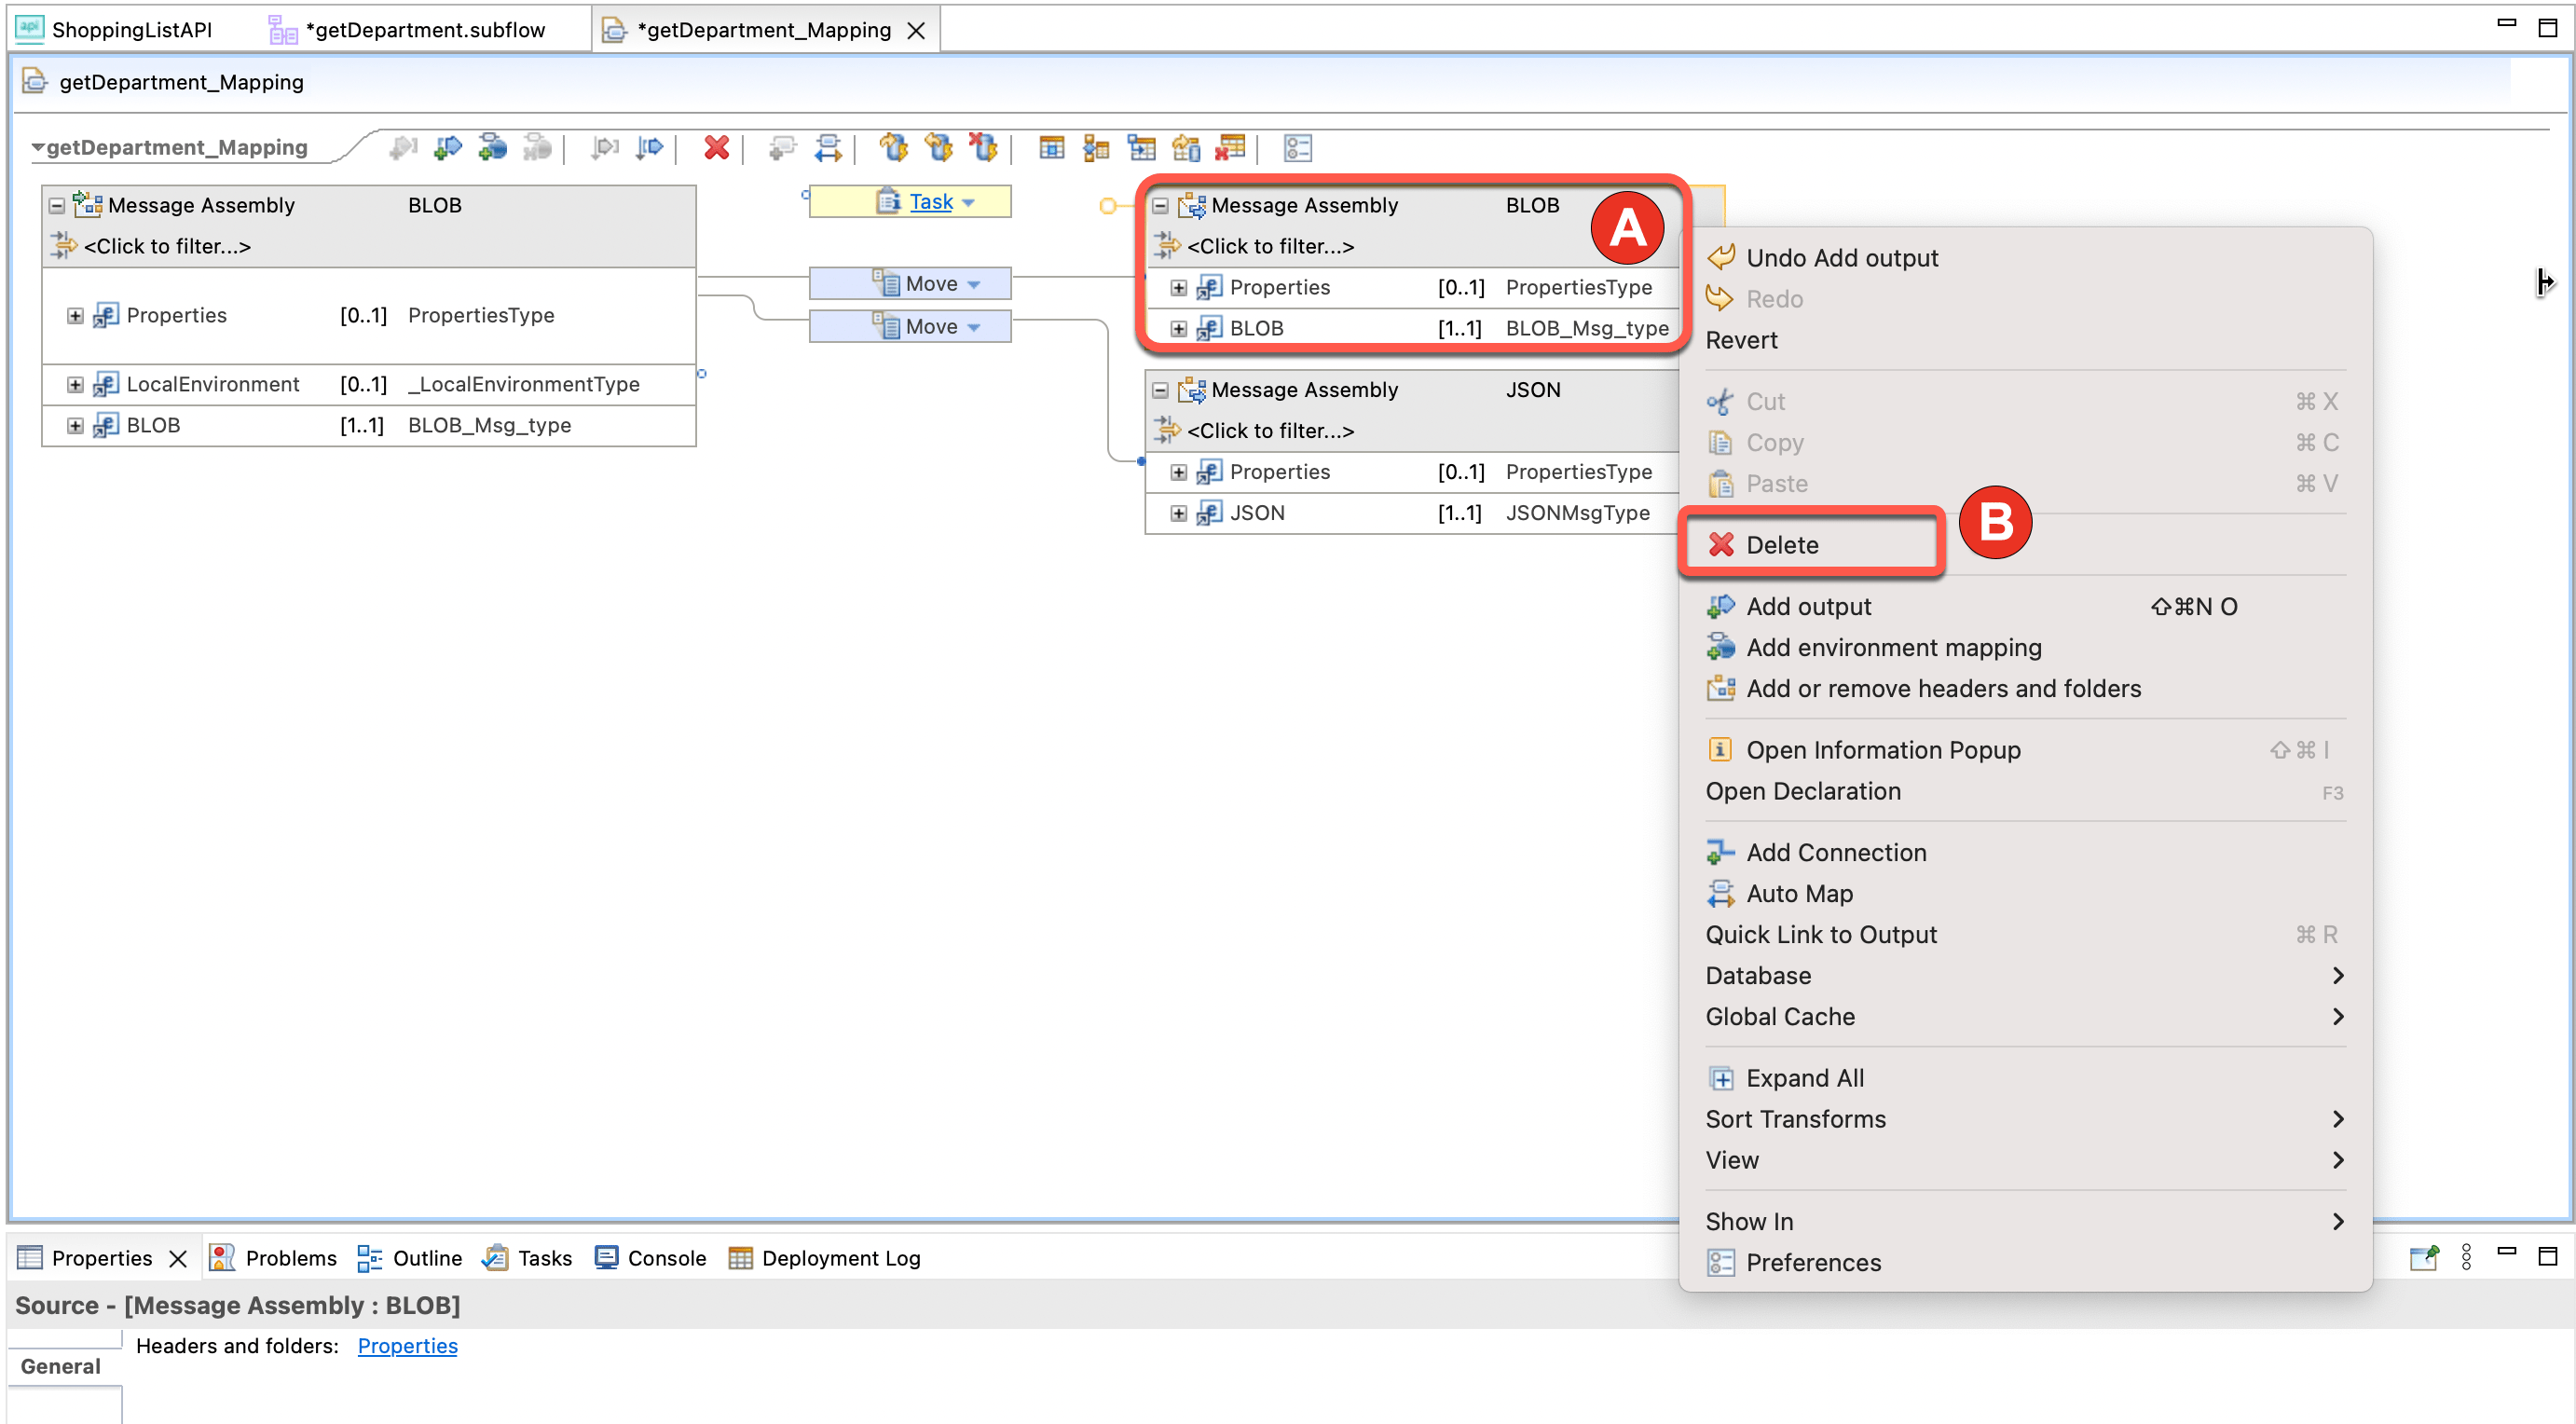 ShoppingListAPI
*getDepartment.subflow
*getDepartment_Mapping
getDepartment_Mapping
getDepartment_Mapping
Message Assembly BLOB
<Click to filter...>
Properties [0..1] PropertiesType
LocalEnvironment [0..1] _LocalEnvironmentType
BLOB [1..1] BLOB_Msg_type
Task
Move
Move
Message Assembly BLOB
A
<Click to filter...>
Properties [0..1] PropertiesType
BLOB [1..1] BLOB_Msg_type
Message Assembly JSON
<Click to filter...>
Properties [0..1] PropertiesType
JSON [1..1] JSONMsgType
Undo Add output
Redo
Revert
Cut ⌘ X
Copy ⌘ C
Paste ⌘ V
Delete
B
Add output ⇧⌘N O
Add environment mapping
Add or remove headers and folders
Open Information Popup ⇧ ⌘ I
Open Declaration F3
Add Connection
Auto Map
Quick Link to Output ⌘ R
Database
Global Cache
Expand All
Sort Transforms
View
Show In
Preferences
Properties
Problems
Outline
Tasks
Console
Deployment Log
Source - [Message Assembly : BLOB]
Headers and folders: Properties
General